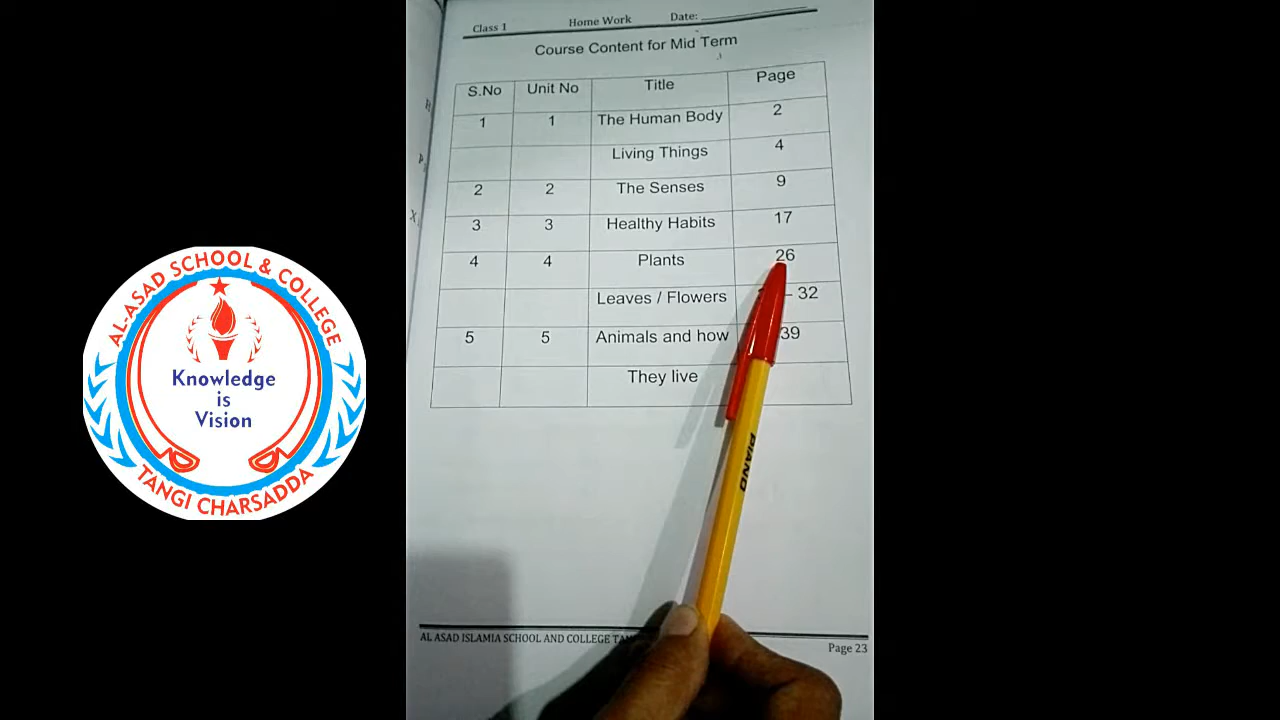 Class 1 Home Work Date:
Course Content for Mid Term
S.No Unit No Title Page
1 1 The Human Body 2
Living Things 4
2 2 The Senses 9
3 3 Healthy Habits 17
4 4 Plants 26
Leaves / Flowers – 32
5 5 Animals and how 39
They live
AL ASAD ISLAMIA SCHOOL AND COLLEGE
Page 23
PIANO
AL-ASAD SCHOOL & COLLEGE
Knowledge
is
Vision
TANGI CHARSADDA